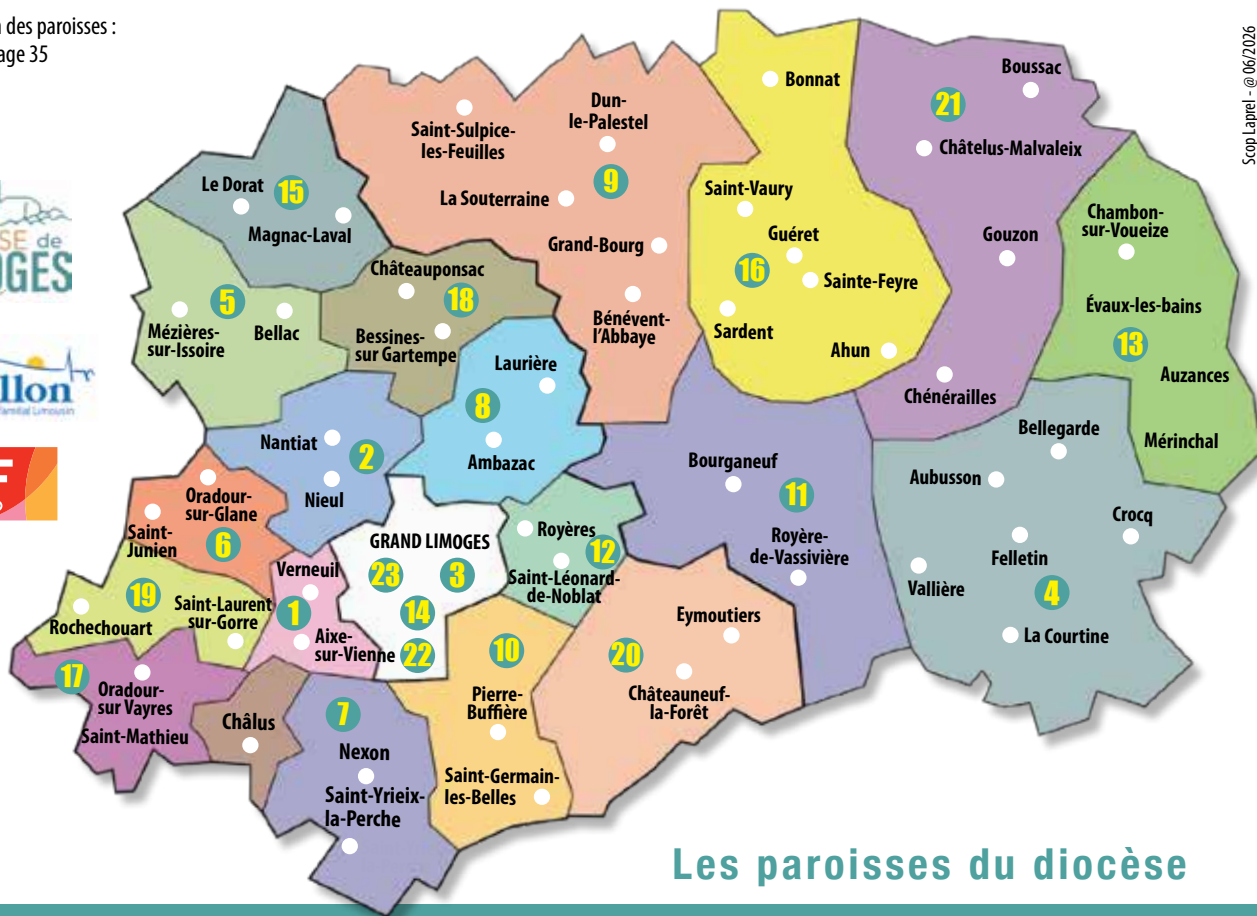 des paroisses :
age 35
Scop Laprel - @ 06/2026
SE de
GES
llon
Familial Limousin
F
Boussac
21
Châtelus-Malvaleix
Gouzon
Chénérailles
Bonnat
Saint-Vaury
Guéret
16
Sainte-Feyre
Sardent
Ahun
Dun-
le-Palestel
Saint-Sulpice-
les-Feuilles
9
La Souterraine
Grand-Bourg
Bénévent-
l'Abbaye
Le Dorat
15
Magnac-Laval
5
Mézières-
sur-Issoire
Bellac
Châteauponsac
18
Bessines-
sur Gartempe
Laurière
8
Ambazac
Chambon-
sur-Voueize
Évaux-les-bains
13
Auzances
Mérinchal
Nantiat
2
Nieul
Oradour-
sur-Glane
Saint-
Junien
6
Verneuil
1
Aixe-
sur-Vienne
GRAND LIMOGES
23
3
14
22
Royères
12
Saint-Léonard-
de-Noblat
Bourganeuf
11
Royère-
de-Vassivière
Bellegarde
Aubusson
Crocq
Felletin
Vallière
4
La Courtine
19
Rochechouart
Saint-Laurent
sur-Gorre
17
Oradour-
sur Vayres
Saint-Mathieu
Châlus
7
Nexon
Saint-Yrieix-
la-Perche
10
Pierre-
Buffière
Saint-Germain-
les-Belles
Eymoutiers
20
Châteauneuf-
la-Forêt
Les paroisses du diocèse